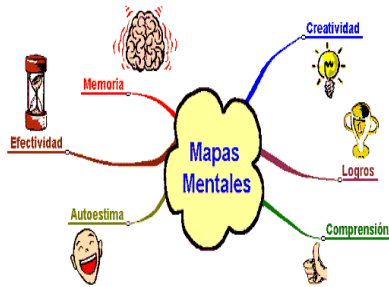 Creatividad
Memoria
Efectividad
Mapas
Mentales
Logros
Autoestima
Comprensión